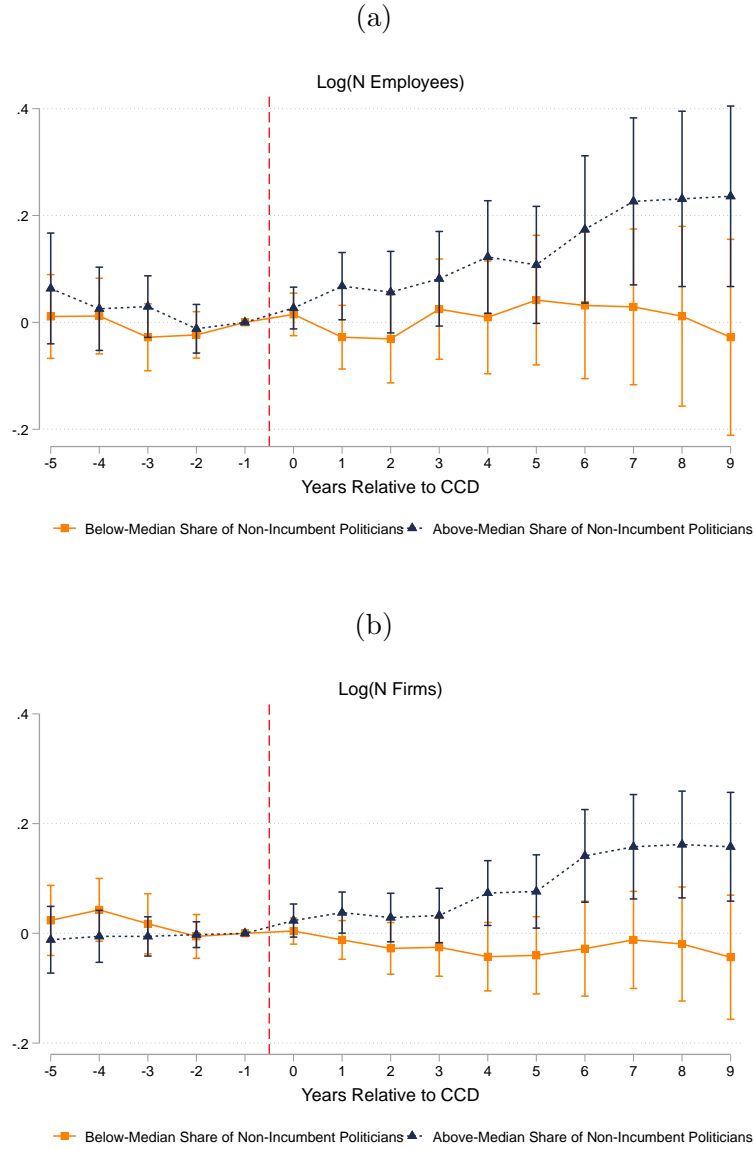 (a)
Log(N Employees)
.4
.2
0
-.2
-5 -4 -3 -2 -1 0 1 2 3 4 5 6 7 8 9
Years Relative to CCD
Below-Median Share of Non-Incumbent Politicians Above-Median Share of Non-Incumbent Politicians
(b)
Log(N Firms)
.4
.2
0
-.2
-5 -4 -3 -2 -1 0 1 2 3 4 5 6 7 8 9
Years Relative to CCD
Below-Median Share of Non-Incumbent Politicians Above-Median Share of Non-Incumbent Politicians